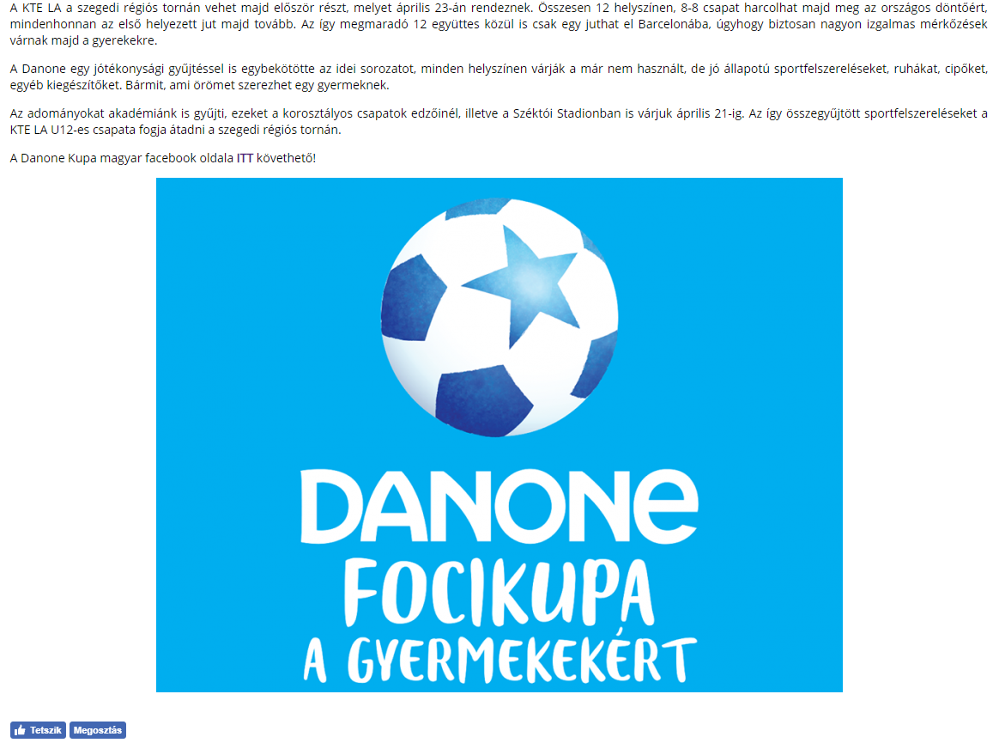 A KTE LA a szegedi régiós tornán vehet majd először részt, melyet április 23-án rendeznek. Összesen 12 helyszínen, 8-8 csapat harcolhat majd meg az országos döntőért,
mindenhonnan az első helyezett jut majd tovább. Az így megmaradó 12 együttes közül is csak egy juthat el Barcelonába, úgyhogy biztosan nagyon izgalmas mérkőzések
várnak majd a gyerekekre.
A Danone egy jótékonysági gyűjtéssel is egybekötötte az idei sorozatot, minden helyszínen várják a már nem használt, de jó állapotú sportfelszereléseket, ruhákat, cipőket,
egyéb kiegészítőket. Bármit, ami örömet szerezhet egy gyermeknek.
Az adományokat akadémiánk is gyűjti, ezeket a korosztályos csapatok edzőinél, illetve a Széktói Stadionban is várjuk április 21-ig. Az így összegyűjtött sportfelszereléseket a
KTE LA U12-es csapata fogja átadni a szegedi régiós tornán.
A Danone Kupa magyar facebook oldala ITT követhető!
DANONE
FOCIKUPA
A GYERMEKEKÉRT
Tetszik Megosztás